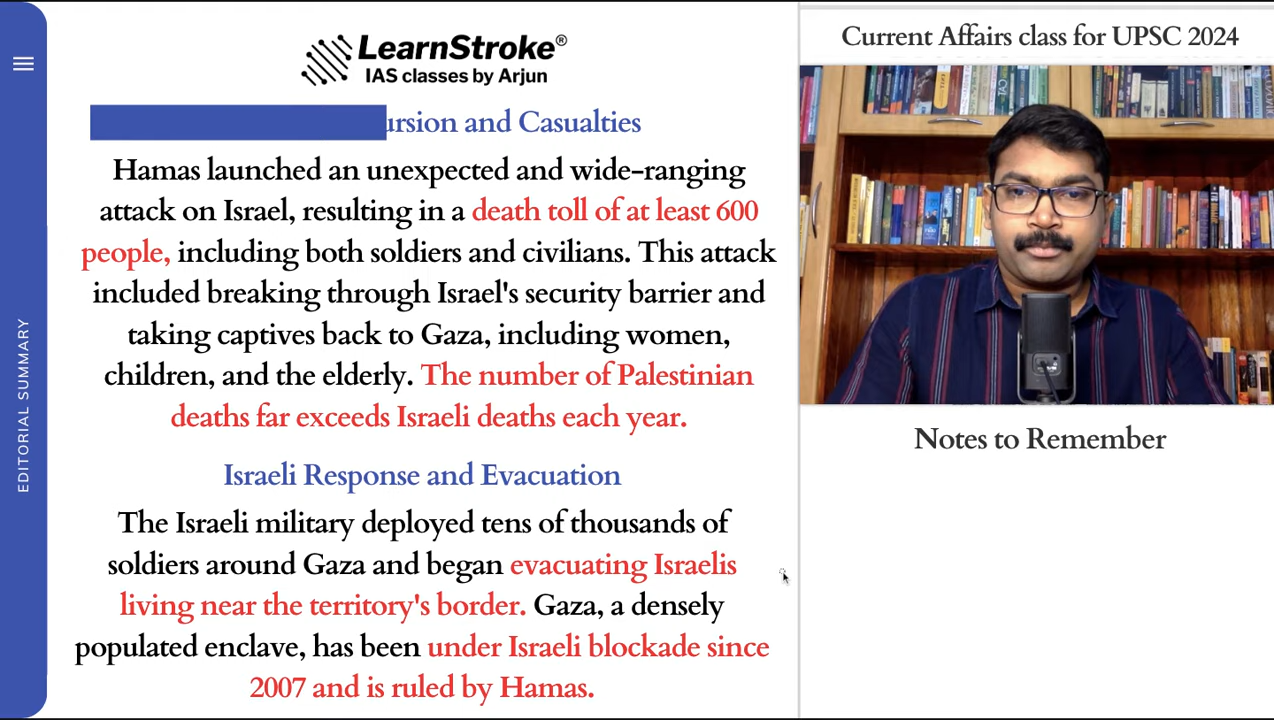 LearnStroke®
IAS classes by Arjun
ursion and Casualties
Hamas launched an unexpected and wide-ranging
attack on Israel, resulting in a death toll of at least 600
people, including both soldiers and civilians. This attack
included breaking through Israel's security barrier and
taking captives back to Gaza, including women,
children, and the elderly. The number of Palestinian
deaths far exceeds Israeli deaths each year.
Israeli Response and Evacuation
The Israeli military deployed tens of thousands of
soldiers around Gaza and began evacuating Israelis
living near the territory's border. Gaza, a densely
populated enclave, has been under Israeli blockade since
2007 and is ruled by Hamas.
EDITORIAL SUMMARY
Current Affairs class for UPSC 2024
Notes to Remember